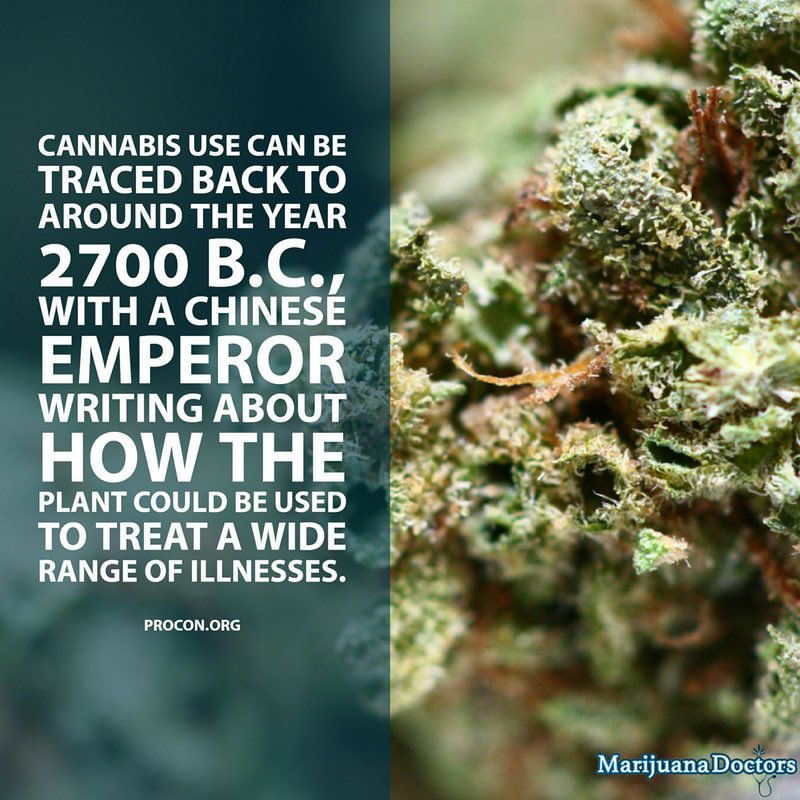 CANNABIS USE CAN BE
TRACED BACK TO
AROUND THE YEAR
2700 B.C.,
WITH A CHINESE
EMPEROR
WRITING ABOUT
HOW THE
PLANT COULD BE USED
TO TREAT A WIDE
RANGE OF ILLNESSES.
PROCON.ORG
MarijuanaDoctors